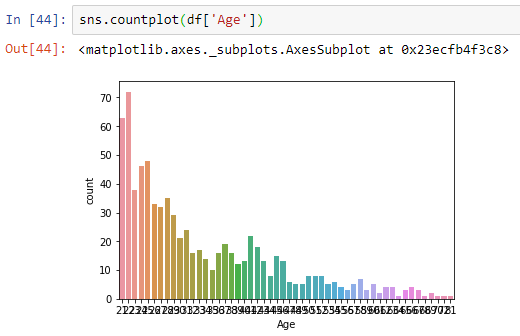 In [44]: sns.countplot(df['Age'])
Out[44]: <matplotlib.axes._subplots.AxesSubplot at 0x23ecfb4f3c8>
70
60
50
40
count
30
20
10
0
Age